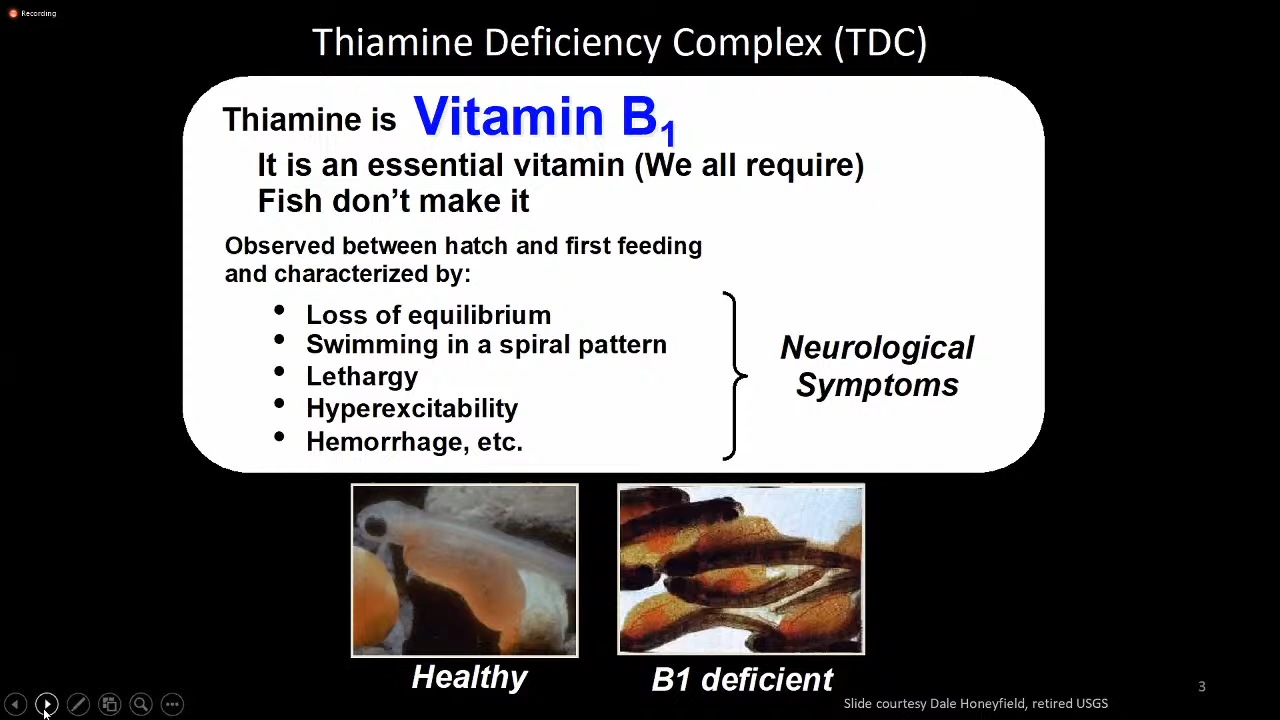 Recording
Thiamine Deficiency Complex (TDC)
Thiamine is Vitamin B1
It is an essential vitamin (We all require)
Fish don’t make it
Observed between hatch and first feeding
and characterized by:
• Loss of equilibrium
• Swimming in a spiral pattern
• Lethargy
• Hyperexcitability
• Hemorrhage, etc.
Neurological
Symptoms
Healthy
B1 deficient
3
Slide courtesy Dale Honeyfield, retired USGS